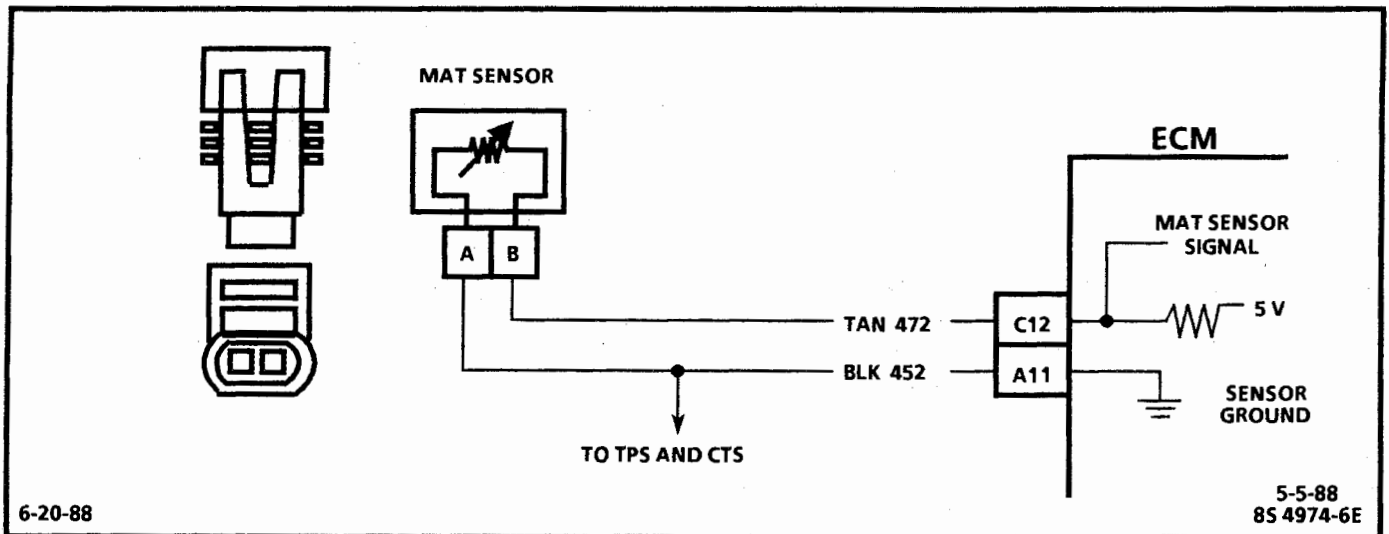 MAT SENSOR
A B
ECM
MAT SENSOR
SIGNAL
5 V
TAN 472
C12
BLK 452
A11
SENSOR
GROUND
TO TPS AND CTS
6-20-88
5-5-88
8S 4974-6E